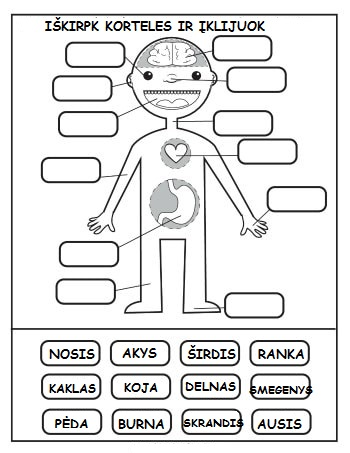 IŠKIRPK KORTELES IR ĮKLIJUOK
NOSIS AKYS ŠIRDIS RANKA
KAKLAS KOJA DELNAS SMEGENYS
PĖDA BURNA SKRANDIS AUSIS